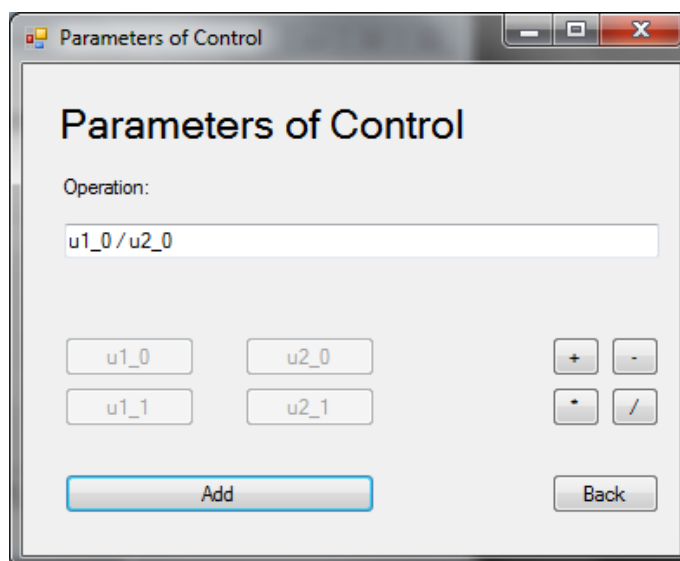 Parameters of Control
Parameters of Control
Operation:
u1_0 / u2_0
u1_0 u2_0 + -
u1_1 u2_1 * /
Add Back